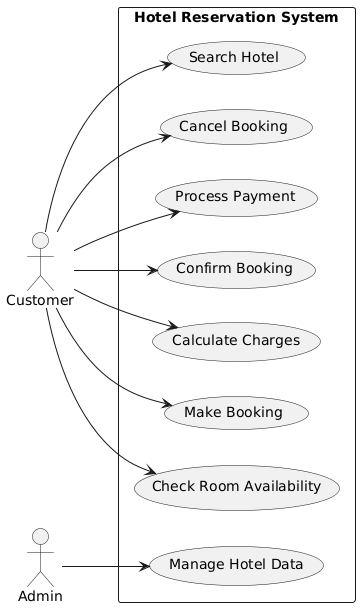 Hotel Reservation System
Search Hotel
Cancel Booking
Process Payment
Confirm Booking
Customer
Calculate Charges
Make Booking
Check Room Availability
Manage Hotel Data
Admin